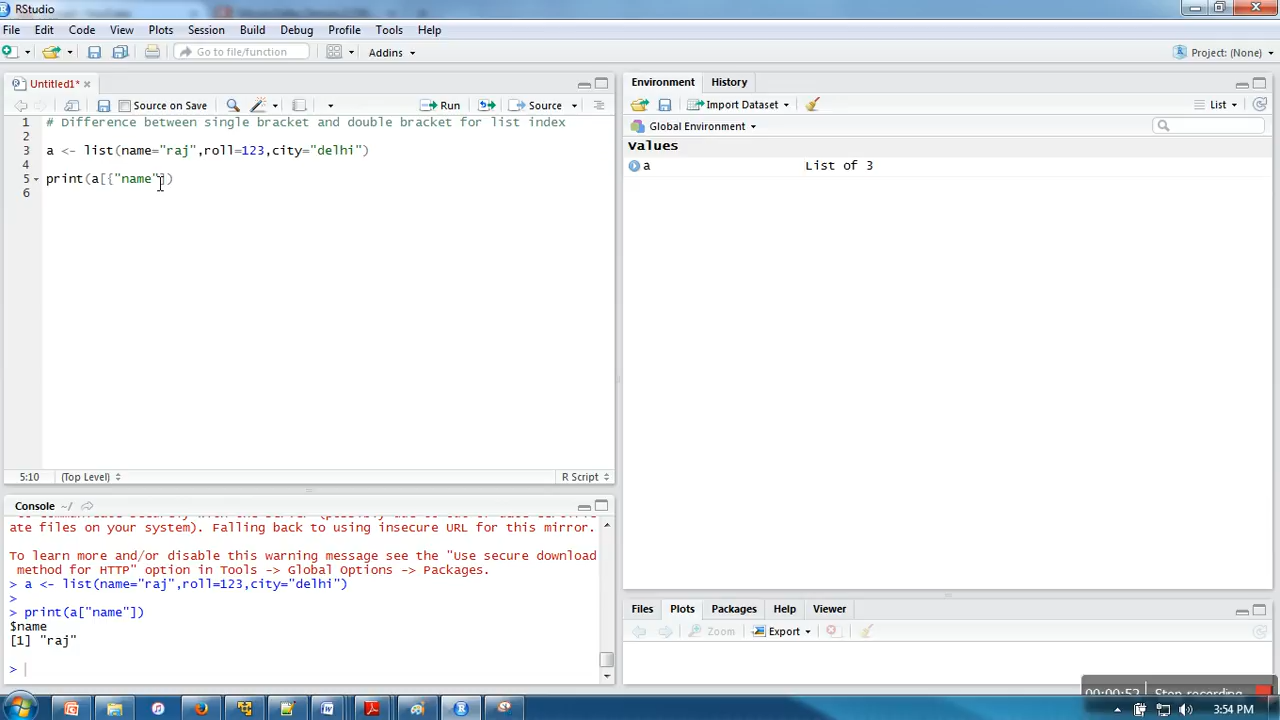 RStudio
File Edit Code View Plots Session Build Debug Profile Tools Help
Go to file/function Addins Project: (None)
Untitled1*
Source on Save Run Source
1 # Difference between single bracket and double bracket for list index
2
3 a <- list(name="raj",roll=123,city="delhi")
4
5 print(a[{"name"])
6
5:10 (Top Level) R Script
Console ~/
ate files on your system). Falling back to using insecure URL for this mirror.
To learn more and/or disable this warning message see the "Use secure download
method for HTTP" option in Tools -> Global Options -> Packages.
> a <- list(name="raj",roll=123,city="delhi")
>
> print(a["name"])
$name
[1] "raj"
>
Environment History
Import Dataset List
Global Environment
Values
a List of 3
Files Plots Packages Help Viewer
Zoom Export
00:00:52 Stop recording
3:54 PM